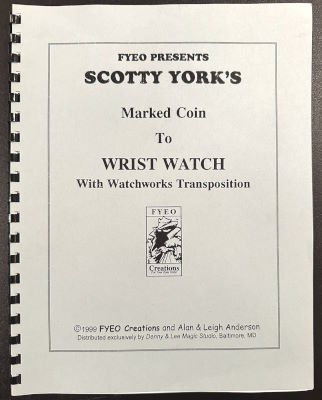 FYEO PRESENTS
SCOTTY YORK'S
Marked Coin
To
WRIST WATCH
With Watchworks Transposition
FYEO
Creations
©1999 FYEO Creations and Alan & Leigh Anderson
Distributed exclusively by Denny & Lee Magic Studio, Baltimore, MD